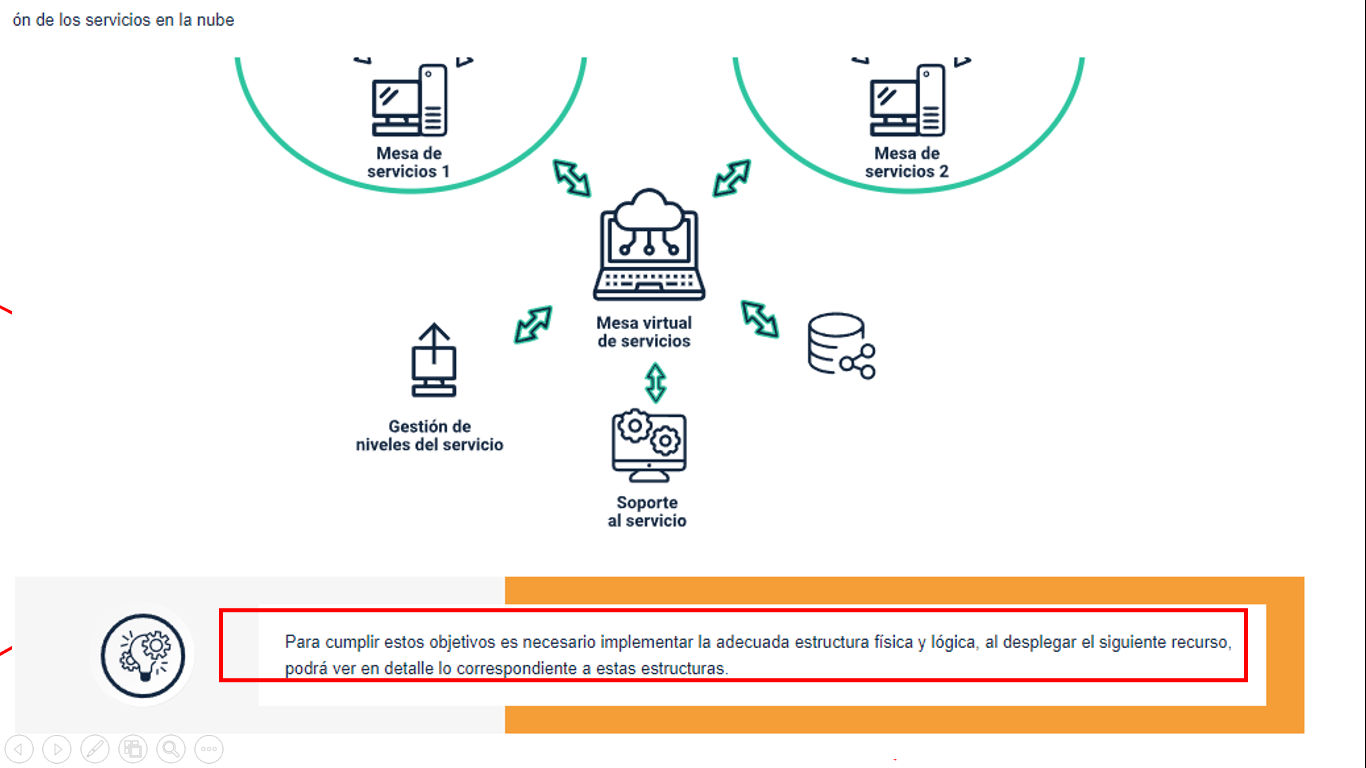 ón de los servicios en la nube
Mesa de
servicios 1
Mesa de
servicios 2
Mesa virtual
de servicios
Gestión de
niveles del servicio
Soporte
al servicio
Para cumplir estos objetivos es necesario implementar la adecuada estructura física y lógica, al desplegar el siguiente recurso,
podrá ver en detalle lo correspondiente a estas estructuras.